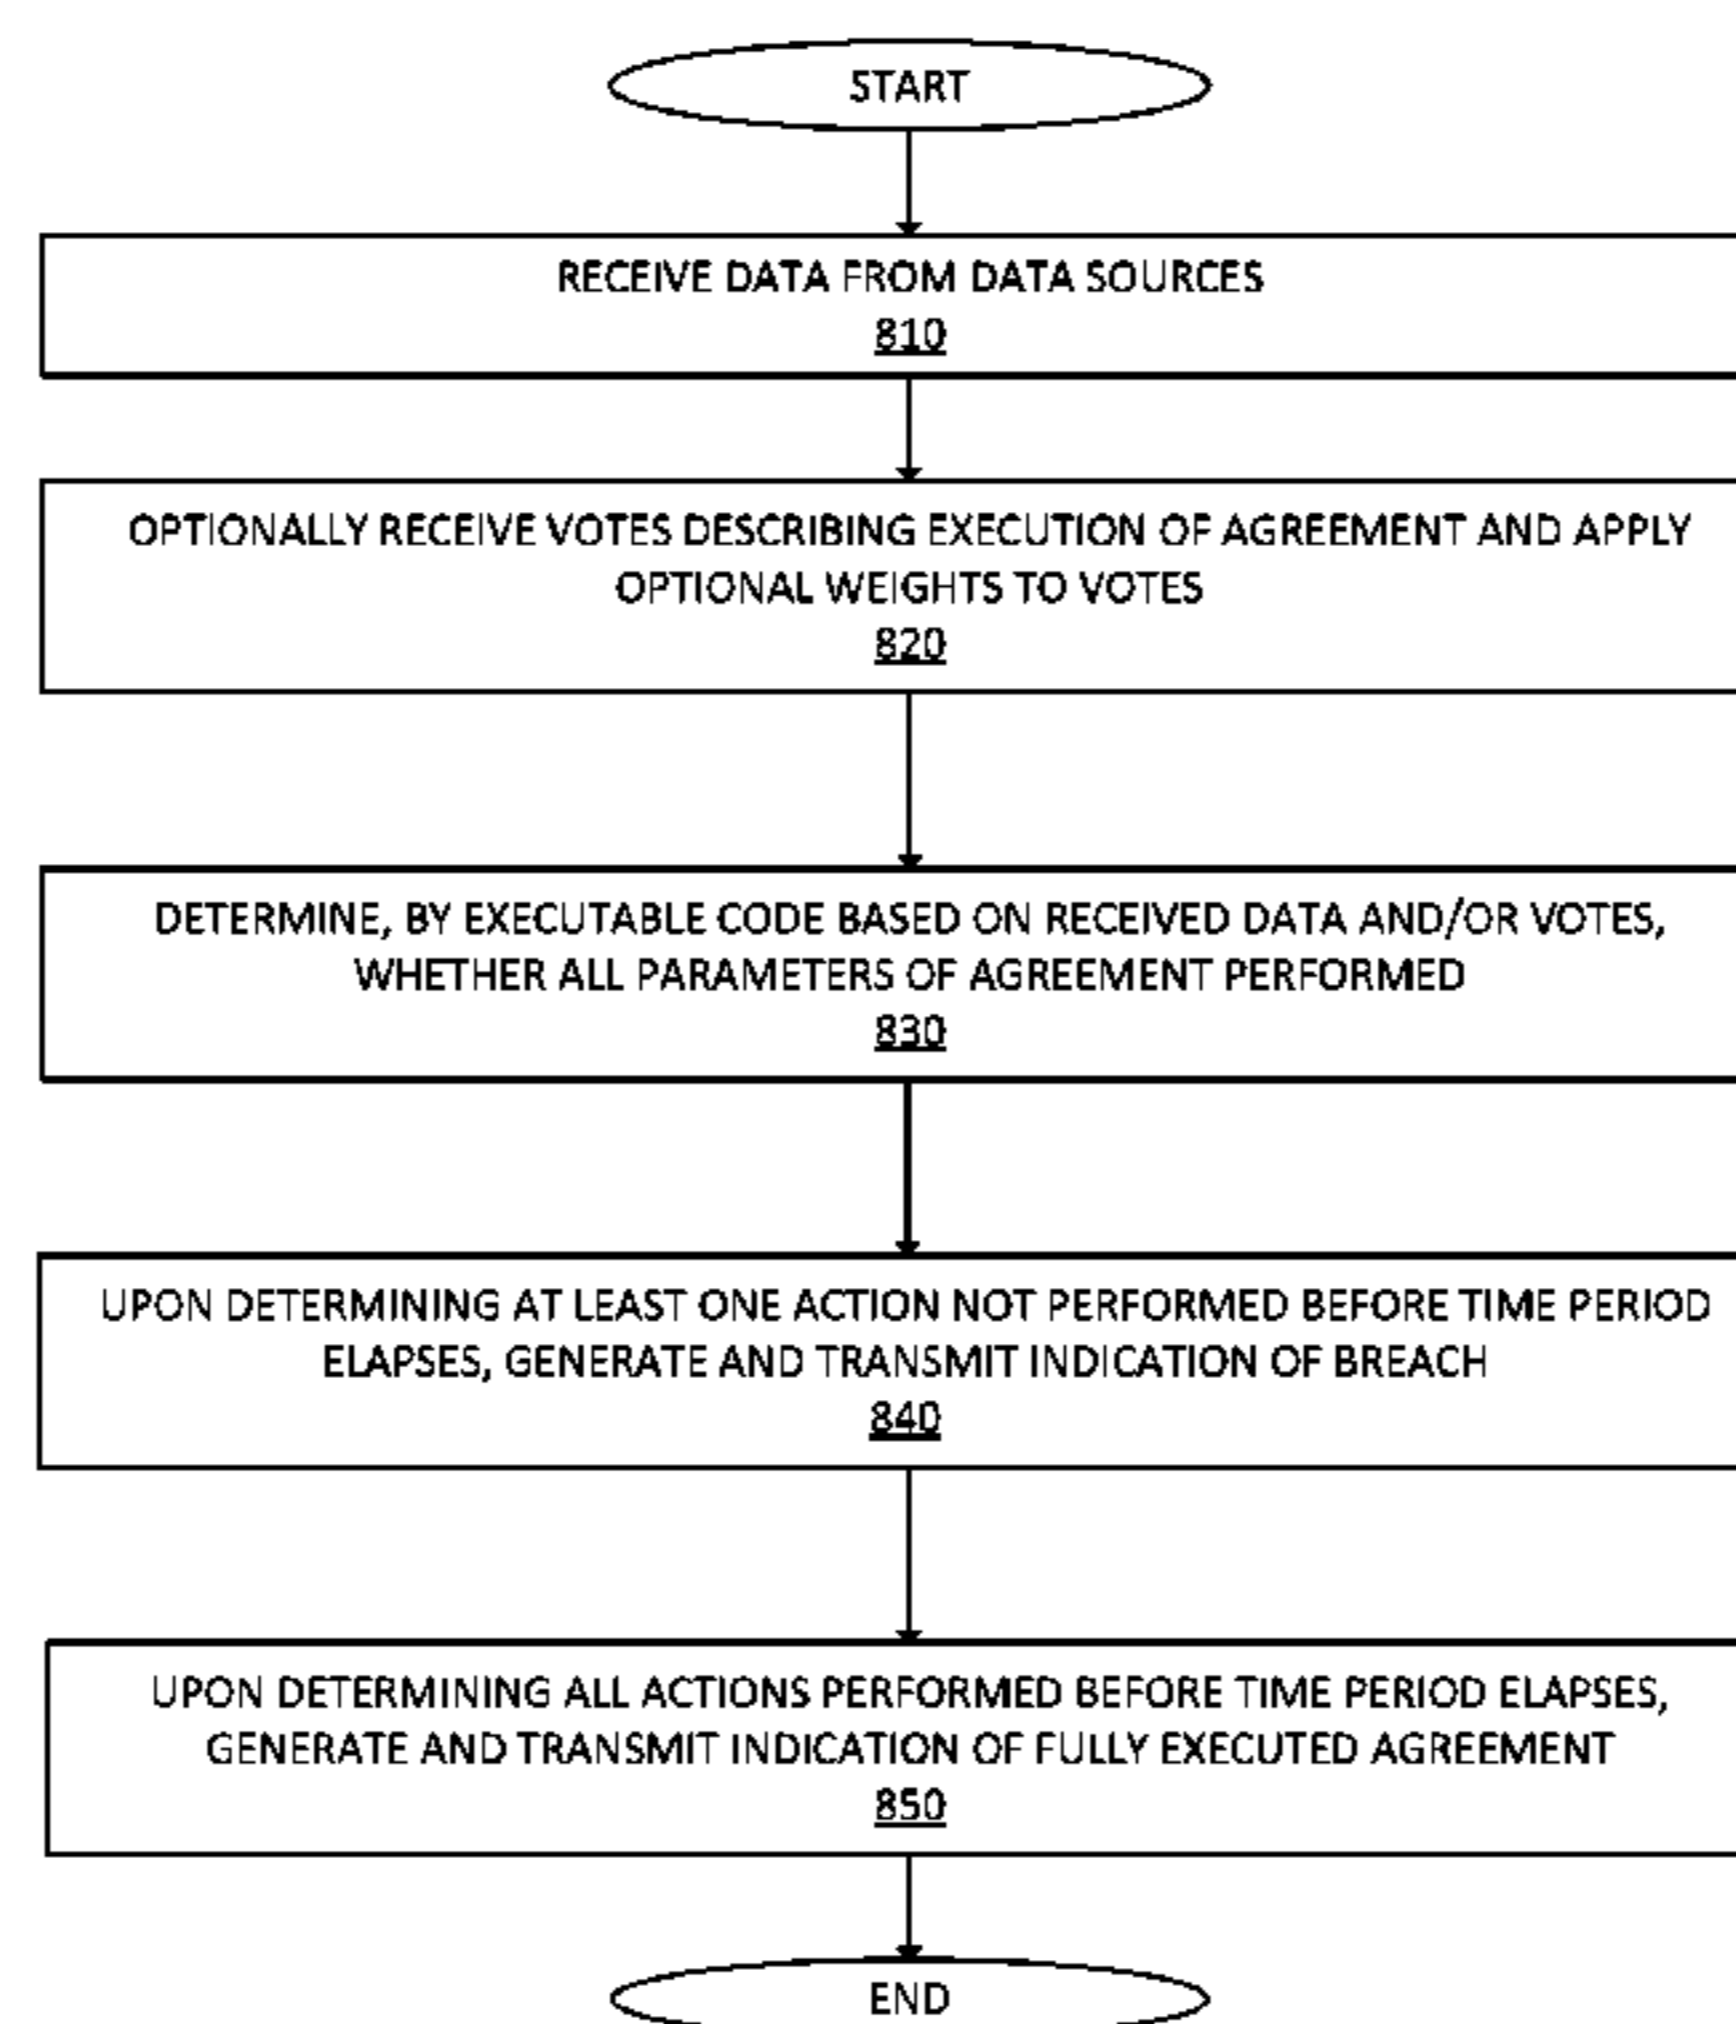 START
RECEIVE DATA FROM DATA SOURCES
810
OPTIONALLY RECEIVE VOTES DESCRIBING EXECUTION OF AGREEMENT AND APPLY
OPTIONAL WEIGHTS TO VOTES
820
DETERMINE, BY EXECUTABLE CODE BASED ON RECEIVED DATA AND/OR VOTES,
WHETHER ALL PARAMETERS OF AGREEMENT PERFORMED
830
UPON DETERMINING AT LEAST ONE ACTION NOT PERFORMED BEFORE TIME PERIOD
ELAPSES, GENERATE AND TRANSMIT INDICATION OF BREACH
840
UPON DETERMINING ALL ACTIONS PERFORMED BEFORE TIME PERIOD ELAPSES,
GENERATE AND TRANSMIT INDICATION OF FULLY EXECUTED AGREEMENT
850
END